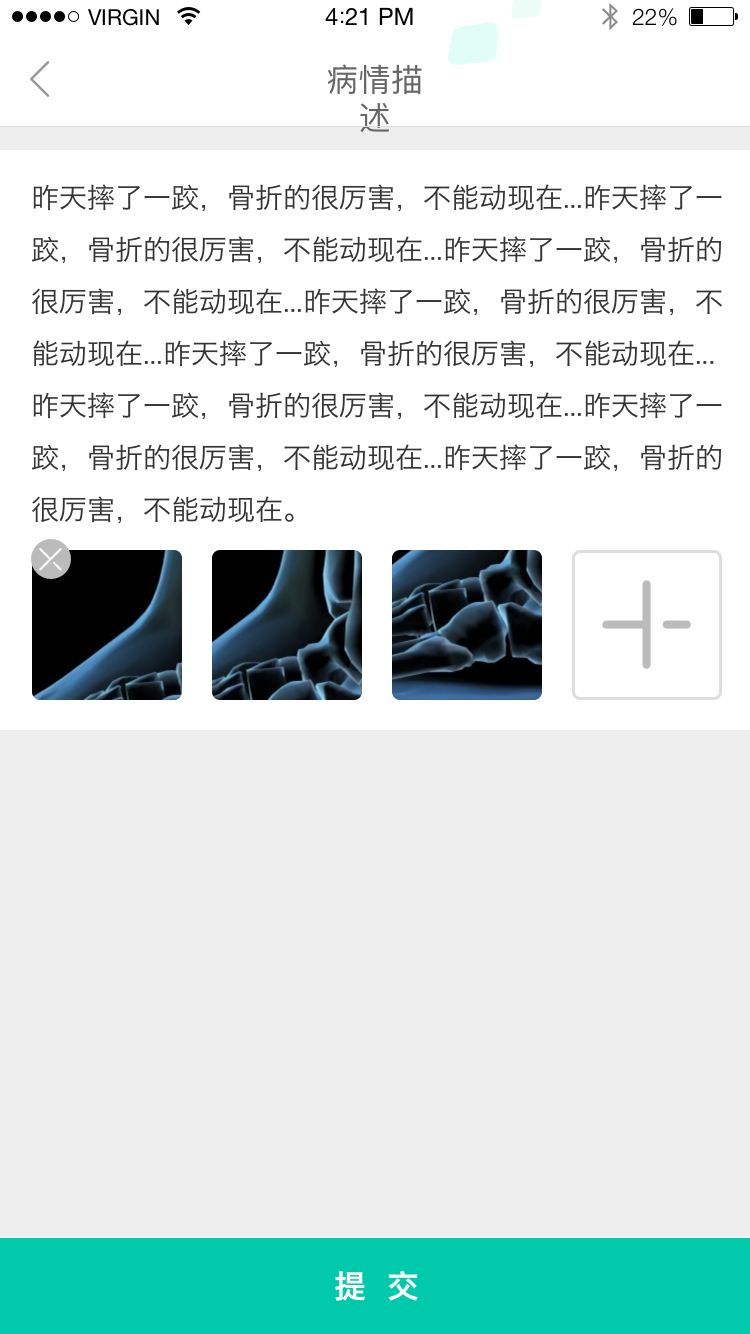 VIRGIN 4:21 PM 22%
病情描
述
昨天摔了一跤，骨折的很厉害，不能动现在...昨天摔了一
跤，骨折的很厉害，不能动现在...昨天摔了一跤，骨折的
很厉害，不能动现在...昨天摔了一跤，骨折的很厉害，不
能动现在...昨天摔了一跤，骨折的很厉害，不能动现在...
昨天摔了一跤，骨折的很厉害，不能动现在...昨天摔了一
跤，骨折的很厉害，不能动现在...昨天摔了一跤，骨折的
很厉害，不能动现在。
提 交